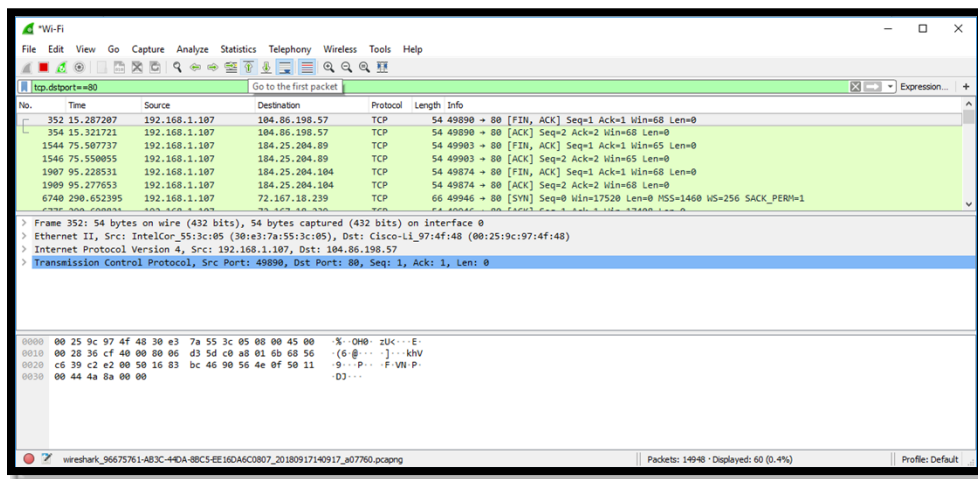 *Wi-Fi
File Edit View Go Capture Analyze Statistics Telephony Wireless Tools Help
tcp.dstport==80 Expression... +
Go to the first packet
No. Time Source Destination Protocol Length Info
352 15.287207 192.168.1.107 104.86.198.57 TCP 54 49890 → 80 [FIN, ACK] Seq=1 Ack=1 Win=68 Len=0
354 15.321721 192.168.1.107 104.86.198.57 TCP 54 49890 → 80 [ACK] Seq=2 Ack=2 Win=68 Len=0
1544 75.507737 192.168.1.107 184.25.204.89 TCP 54 49903 → 80 [FIN, ACK] Seq=1 Ack=1 Win=65 Len=0
1546 75.550055 192.168.1.107 184.25.204.89 TCP 54 49903 → 80 [ACK] Seq=2 Ack=2 Win=65 Len=0
1907 95.228531 192.168.1.107 184.25.204.104 TCP 54 49874 → 80 [FIN, ACK] Seq=1 Ack=1 Win=68 Len=0
1909 95.277653 192.168.1.107 184.25.204.104 TCP 54 49874 → 80 [ACK] Seq=2 Ack=2 Win=68 Len=0
6740 290.652395 192.168.1.107 72.167.18.239 TCP 66 49946 → 80 [SYN] Seq=0 Win=17520 Len=0 MSS=1460 WS=256 SACK_PERM=1
> Frame 352: 54 bytes on wire (432 bits), 54 bytes captured (432 bits) on interface 0
> Ethernet II, Src: IntelCor_55:3c:05 (30:e3:7a:55:3c:05), Dst: Cisco-Li_97:4f:48 (00:25:9c:97:4f:48)
> Internet Protocol Version 4, Src: 192.168.1.107, Dst: 104.86.198.57
> Transmission Control Protocol, Src Port: 49890, Dst Port: 80, Seq: 1, Ack: 1, Len: 0
0000 00 25 9c 97 4f 48 30 e3 7a 55 3c 05 08 00 45 00 ·%··OH0· zU<···E·
0010 00 28 36 cf 40 00 80 06 d3 5d c0 a8 01 6b 68 56 ·(6·@··· ·]···khV
0020 c6 39 c2 e2 00 50 16 83 bc 46 90 56 4e 0f 50 11 ·9···P·· ·F·VN·P·
0030 00 44 4a 8a 00 00 ·DJ···
wireshark_96675761-AB3C-44DA-8BC5-EE16DA6C0807_20180917140917_a07760.pcapng Packets: 14948 · Displayed: 60 (0.4%) Profile: Default